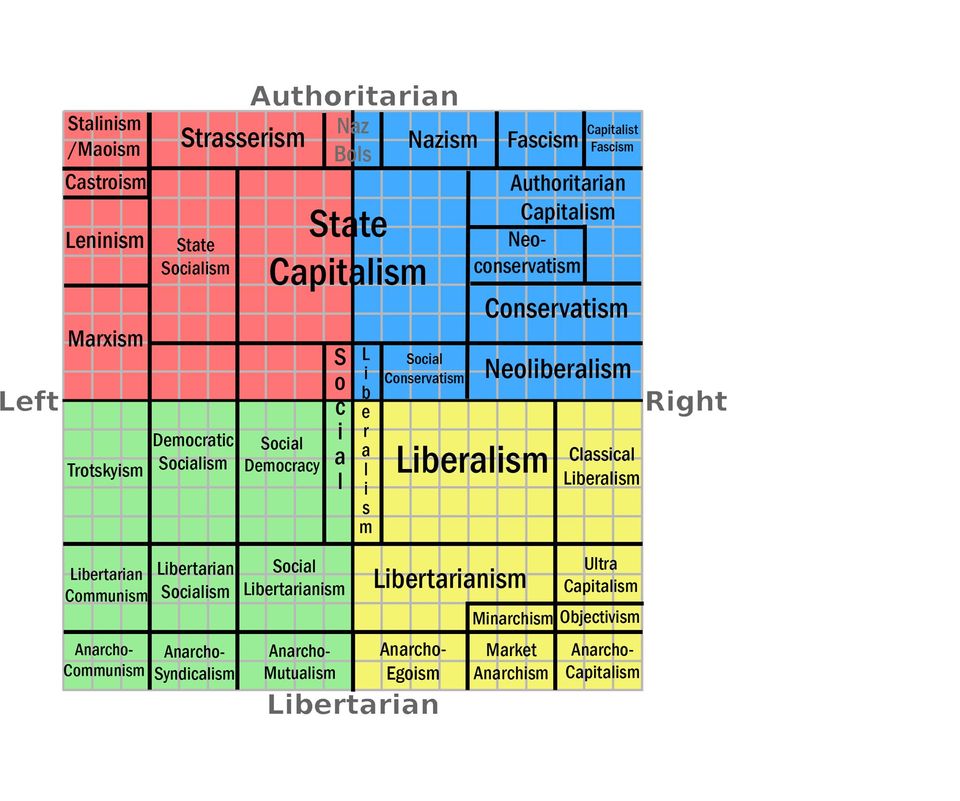 Authoritarian
Stalinism
/Maoism
Strasserism
Naz
Bols
Nazism
Fascism
Capitalist
Fascism
Castroism
Leninism
Marxism
State
Socialism
State
Capitalism
Authoritarian
Capitalism
Neo-
conservatism
Conservatism
Social
Liberalism
Social
Conservatism
Neoliberalism
Left
Right
Trotskyism
Democratic
Socialism
Social
Democracy
Liberalism
Classical
Liberalism
Libertarian
Communism
Libertarian
Socialism
Social
Libertarianism
Libertarianism
Ultra
Capitalism
Minarchism
Objectivism
Anarcho-
Communism
Anarcho-
Syndicalism
Anarcho-
Mutualism
Anarcho-
Egoism
Market
Anarchism
Anarcho-
Capitalism
Libertarian